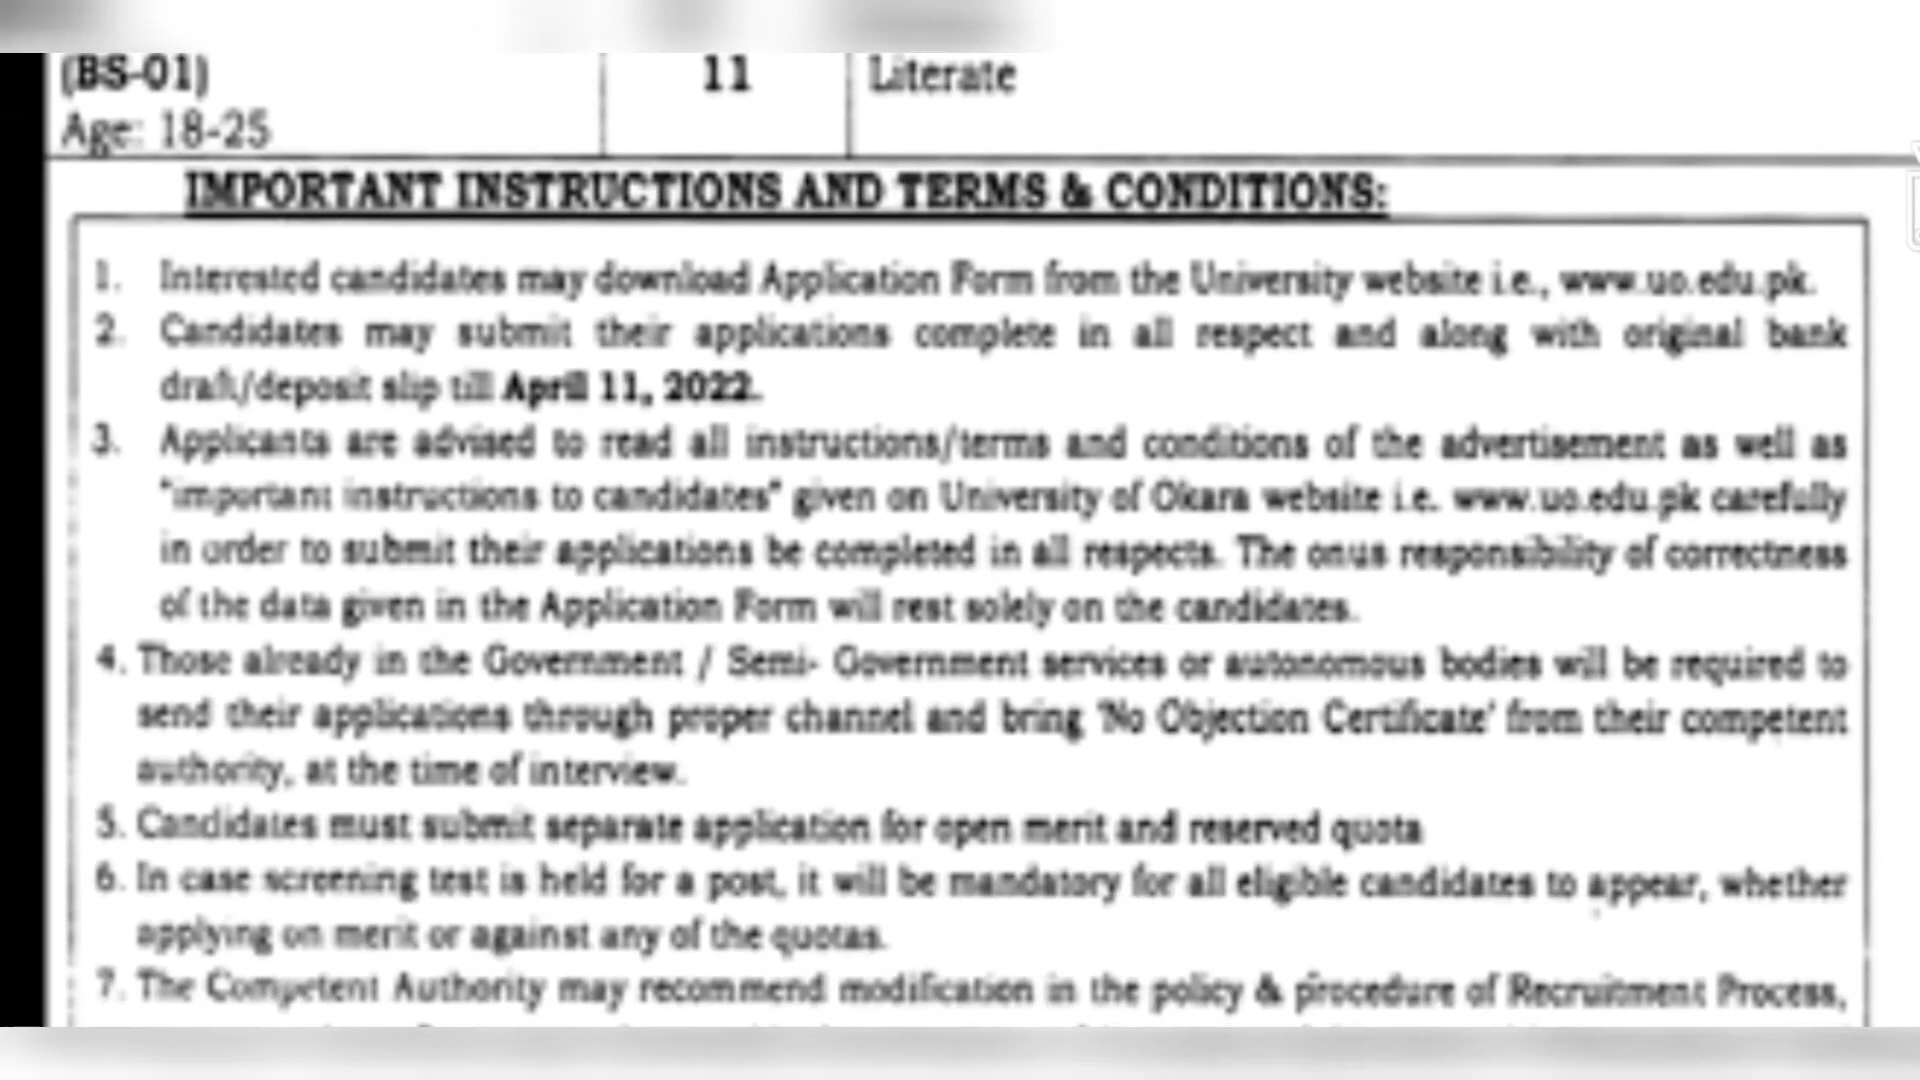 (BS-01) 11 Literate
Age: 18-25
IMPORTANT INSTRUCTIONS AND TERMS & CONDITIONS:
1. Interested candidates may download Application Form from the University website i.e., www.uo.edu.pk.
2. Candidates may submit their applications complete in all respect and along with original bank
draft/deposit slip till April 11, 2022.
3. Applicants are advised to read all instructions/terms and conditions of the advertisement as well as
"important instructions to candidates" given on University of Okara website i.e. www.uo.edu.pk carefully
in order to submit their applications be completed in all respects. The onus responsibility of correctness
of the data given in the Application Form will rest solely on the candidates.
4. Those already in the Government / Semi- Government services or autonomous bodies will be required to
send their applications through proper channel and bring 'No Objection Certificate' from their competent
authority, at the time of interview.
5. Candidates must submit separate application for open merit and reserved quota
6. In case screening test is held for a post, it will be mandatory for all eligible candidates to appear, whether
applying on merit or against any of the quotas.
7. The Competent Authority may recommend modification in the policy & procedure of Recruitment Process,